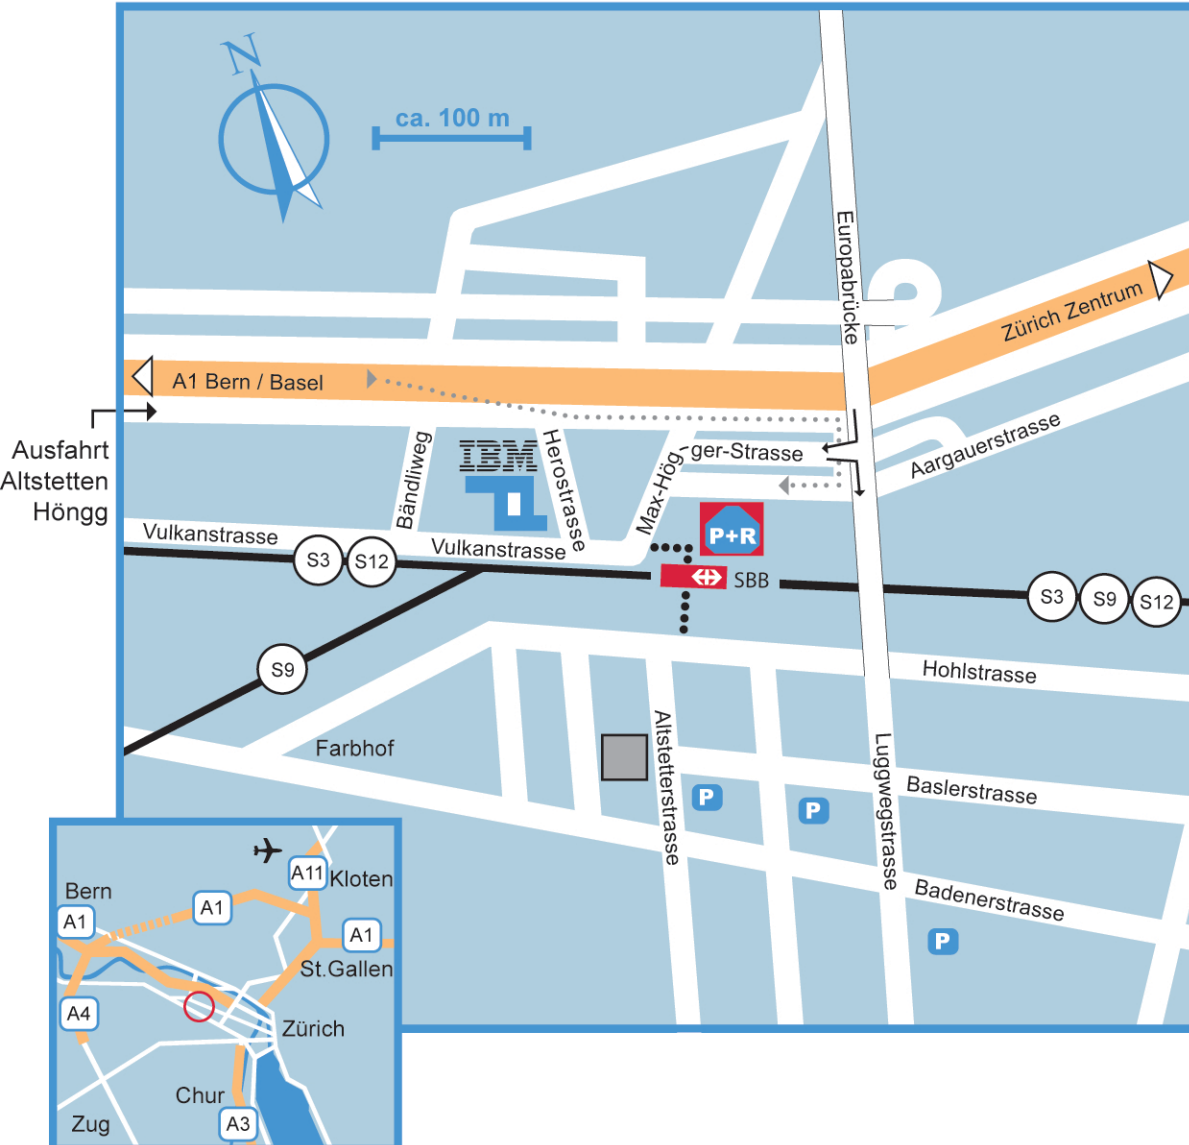 N
ca. 100 m
Europabrücke
Zürich Zentrum
A1 Bern / Basel
Ausfahrt
Altstetten
Höngg
Bändliweg
IBM
Herostrasse
Max-Högger-Strasse
Aargauerstrasse
Vulkanstrasse
Vulkanstrasse
P+R
S3
S12
SBB
S3
S9
S12
S9
Hohlstrasse
Farbhof
Altstetterstrasse
Luggwegstrasse
Baslerstrasse
P
P
Badenerstrasse
P
A11
Kloten
Bern
A1
A1
A1
St.Gallen
A4
Zürich
Chur
A3
Zug